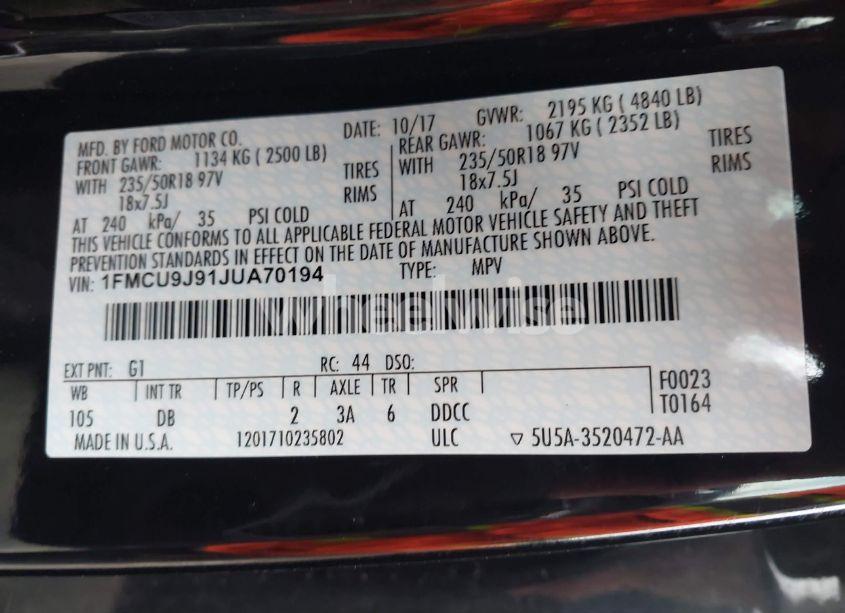 MFD. BY FORD MOTOR CO.
DATE: 10/17
GVWR: 2195 KG ( 4840 LB)
FRONT GAWR: 1134 KG ( 2500 LB)
REAR GAWR: 1067 KG ( 2352 LB)
WITH 235/50R18 97V TIRES
WITH 235/50R18 97V TIRES
18x7.5J RIMS
18x7.5J RIMS
AT 240 kPa/ 35 PSI COLD
AT 240 kPa/ 35 PSI COLD
THIS VEHICLE CONFORMS TO ALL APPLICABLE FEDERAL MOTOR VEHICLE SAFETY AND THEFT
PREVENTION STANDARDS IN EFFECT ON THE DATE OF MANUFACTURE SHOWN ABOVE.
VIN: 1FMCU9J91JUA70194
TYPE: MPV
wheelwise
EXT PNT: G1
RC: 44 DSO:
WB INT TR TP/PS R AXLE TR SPR
F0023
105 DB 2 3A 6 DDCC
T0164
MADE IN U.S.A.
1201710235802
ULC
▽ 5U5A-3520472-AA